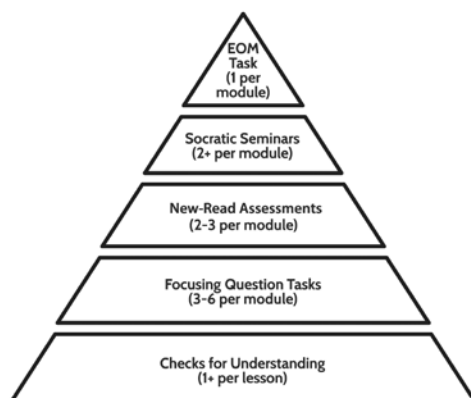 EOM
Task
(1 per
module)
Socratic Seminars
(2+ per module)
New-Read Assessments
(2-3 per module)
Focusing Question Tasks
(3-6 per module)
Checks for Understanding
(1+ per lesson)